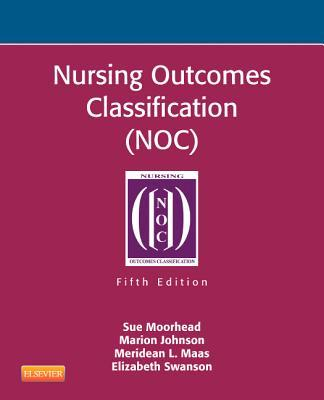 Nursing Outcomes
Classification
(NOC)
NURSING
NOC
OUTCOMES CLASSIFICATION
Fifth Edition
Sue Moorhead
Marion Johnson
Meridean L. Maas
Elizabeth Swanson
ELSEVIER